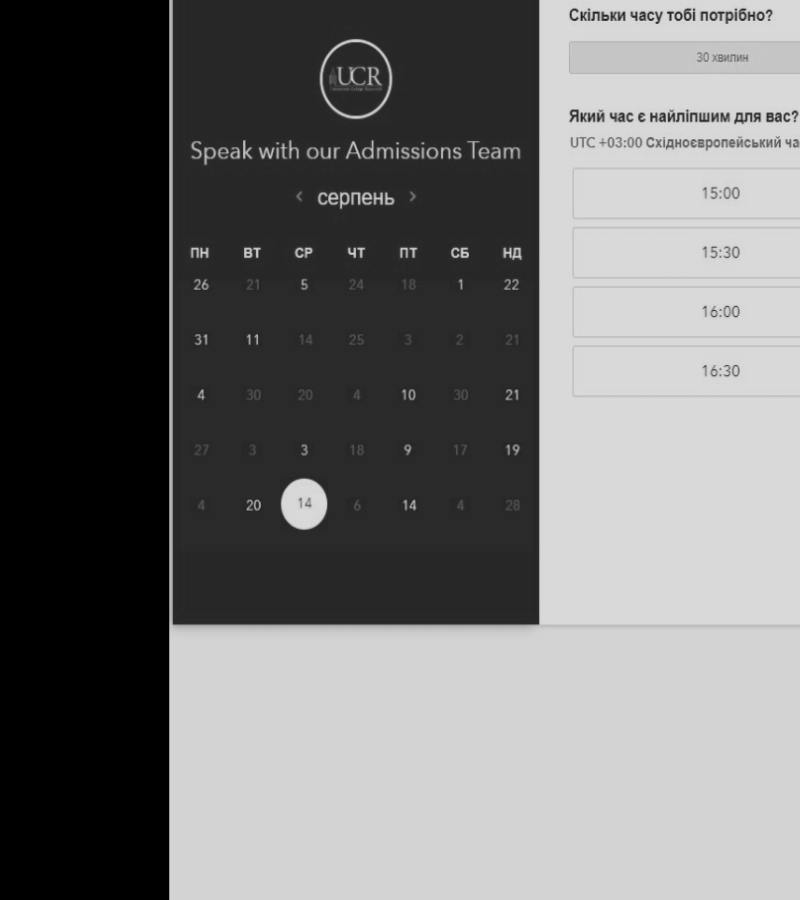 UCR
Speak with our Admissions Team
‹ серпень ›
ПН ВТ СР ЧТ ПТ СБ НД
26 21 5 24 18 1 22
31 11 14 25 3 2 21
4 30 20 4 10 30 21
27 3 3 18 9 17 19
4 20 14 6 14 4 28
Скільки часу тобі потрібно?
30 хвилин
Який час є найліпшим для вас?
UTC +03:00 Східноєвропейський ча
15:00
15:30
16:00
16:30